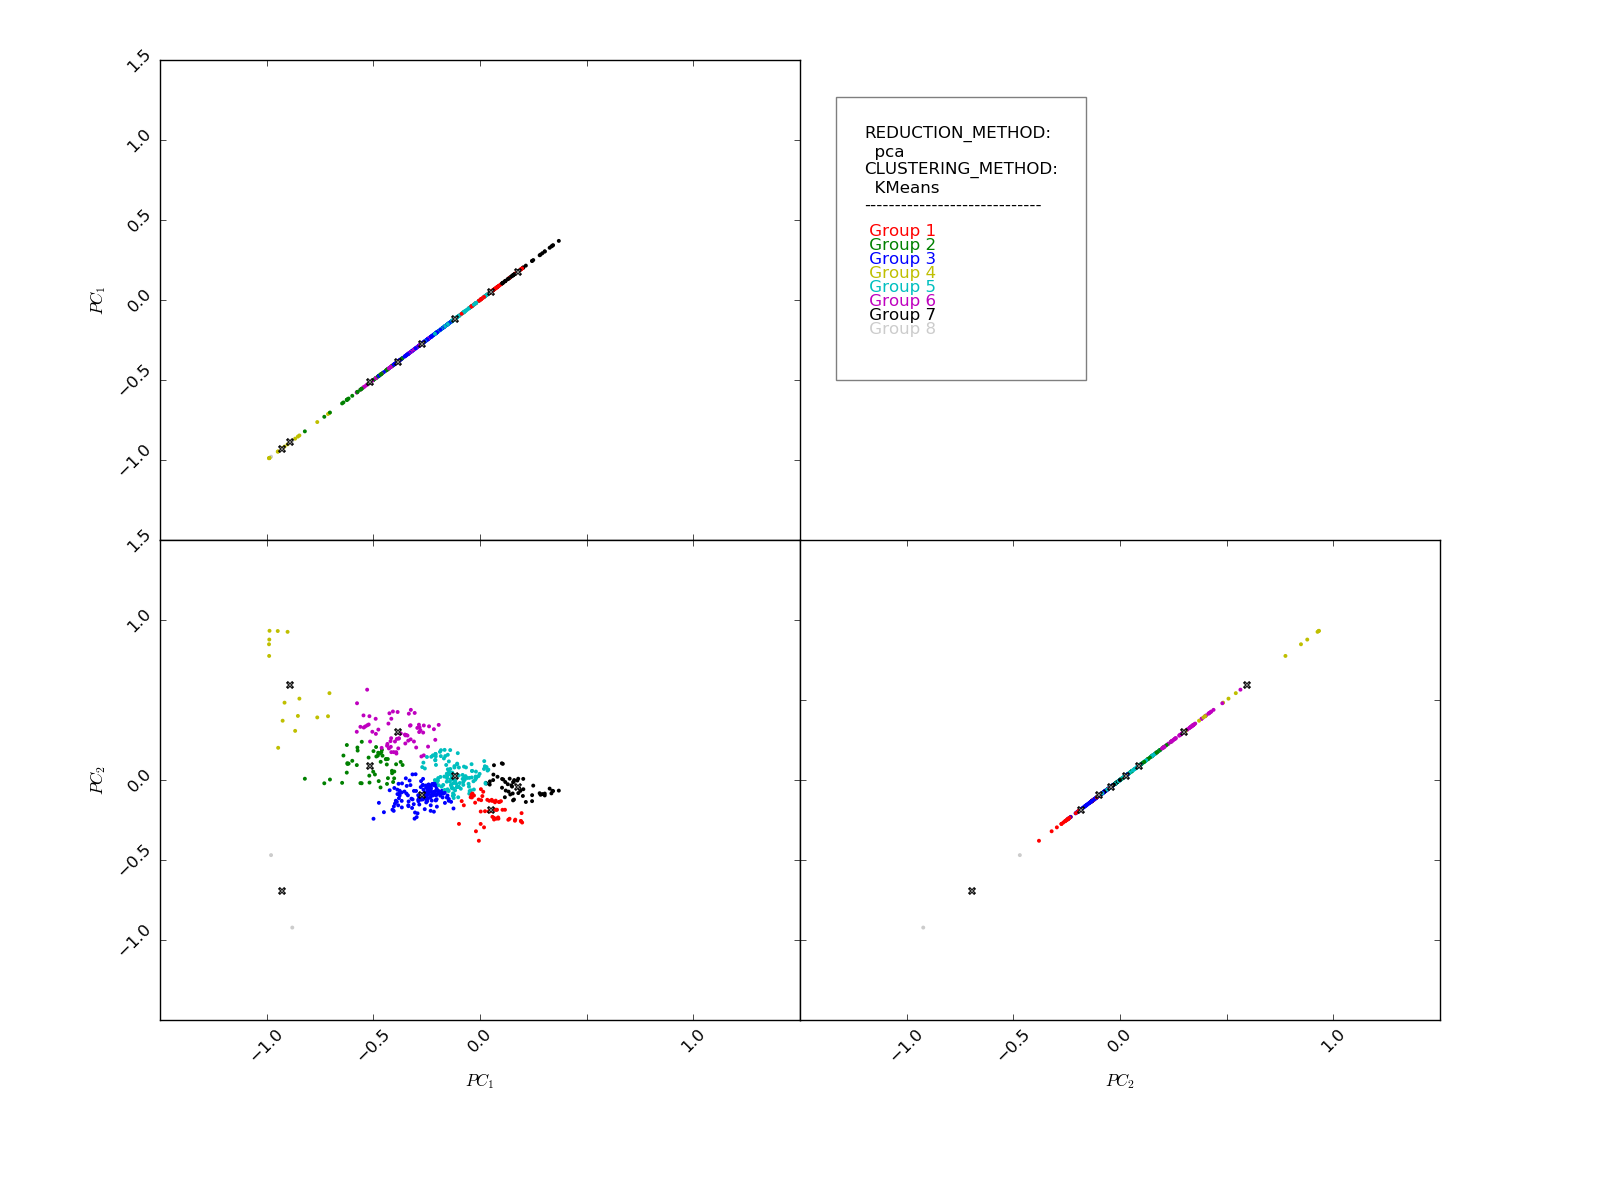 1.5
1.0
0.5
0.0
−0.5
−1.0
PC₁
REDUCTION_METHOD:
pca
CLUSTERING_METHOD:
KMeans
------------------------------
Group 1
Group 2
Group 3
Group 4
Group 5
Group 6
Group 7
Group 8
1.5
1.0
0.0
−0.5
−1.0
PC₂
−1.0 −0.5 0.0 1.0
PC₁
−1.0 −0.5 0.0 1.0
PC₂